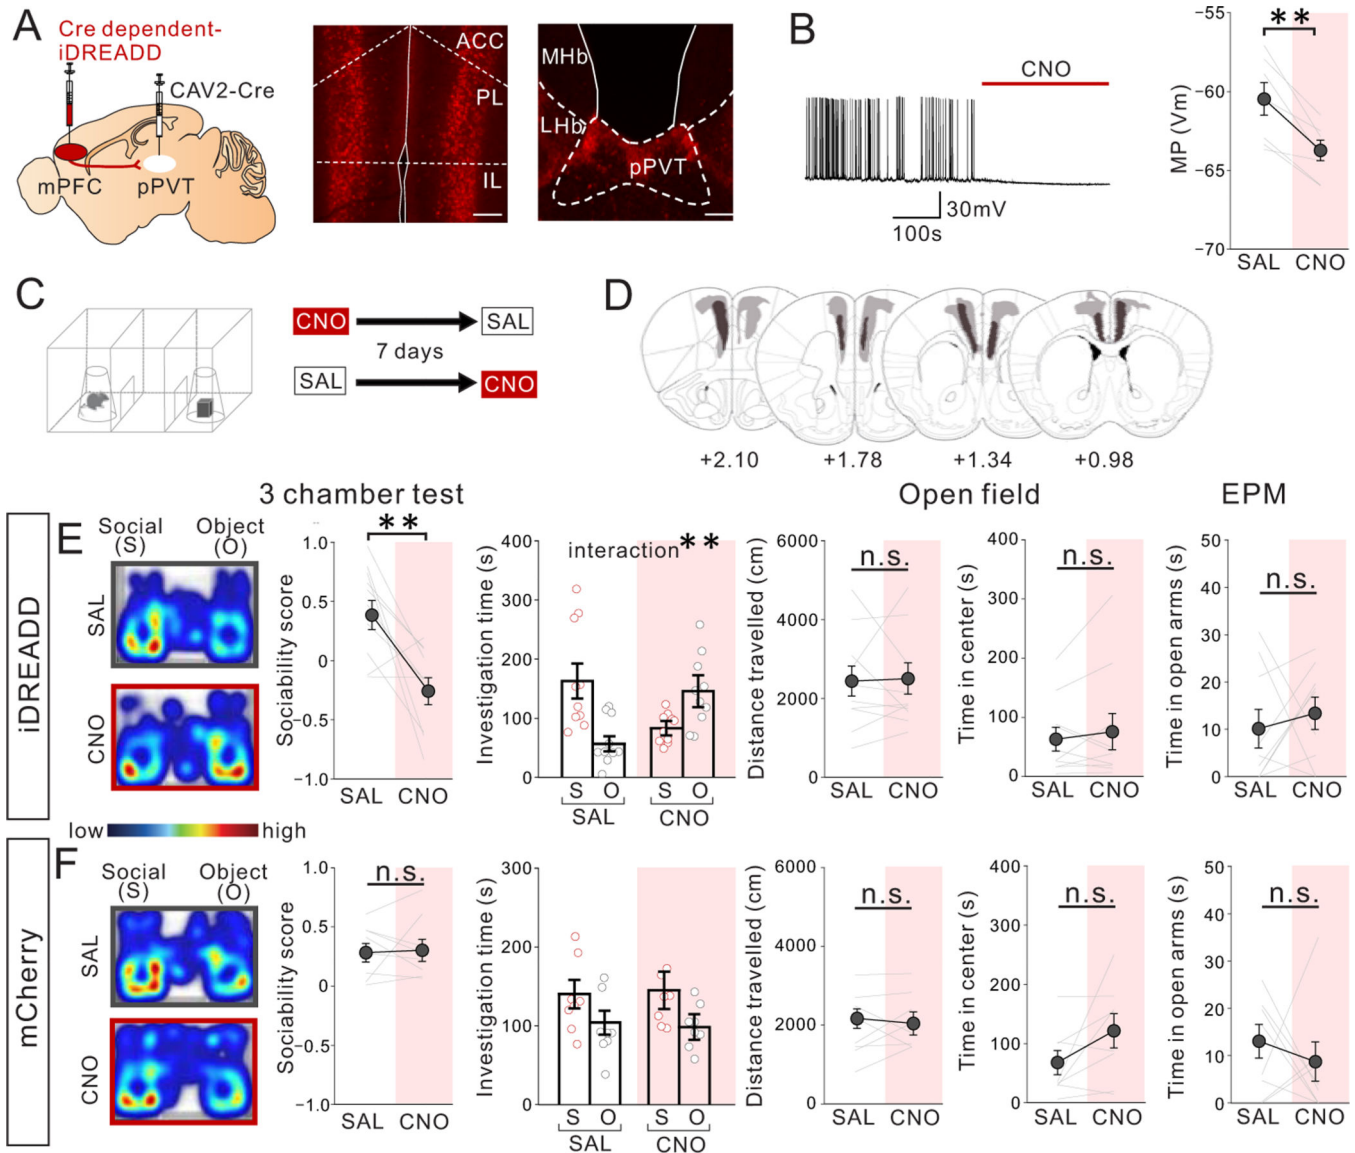 A
Cre dependent-
iDREADD
CAV2-Cre
mPFC
pPVT
ACC
PL
IL
MHb
LHb
pPVT
B
CNO
30mV
100s
**
MP (Vm)
−55
−60
−65
−70
SAL CNO
C
CNO
SAL
7 days
SAL
CNO
D
+2.10
+1.78
+1.34
+0.98
3 chamber test
Open field
EPM
iDREADD
E
Social
(S)
Object
(O)
SAL
CNO
low
high
**
Sociability score
1.0
0.5
0
−0.5
−1.0
SAL CNO
interaction**
Investigation time (s)
400
300
200
100
0
S O S O
SAL CNO
n.s.
Distance travelled (cm)
6000
4000
2000
0
SAL CNO
n.s.
Time in center (s)
400
300
200
100
0
SAL CNO
n.s.
Time in open arms (s)
50
40
30
20
10
0
SAL CNO
mCherry
F
Social
(S)
Object
(O)
SAL
CNO
n.s.
Sociability score
1.0
0.5
0
−0.5
−1.0
SAL CNO
Investigation time (s)
300
200
100
0
S O S O
SAL CNO
n.s.
Distance travelled (cm)
6000
4000
2000
0
SAL CNO
n.s.
Time in center (s)
400
300
200
100
0
SAL CNO
n.s.
Time in open arms (s)
50
40
30
20
10
0
SAL CNO